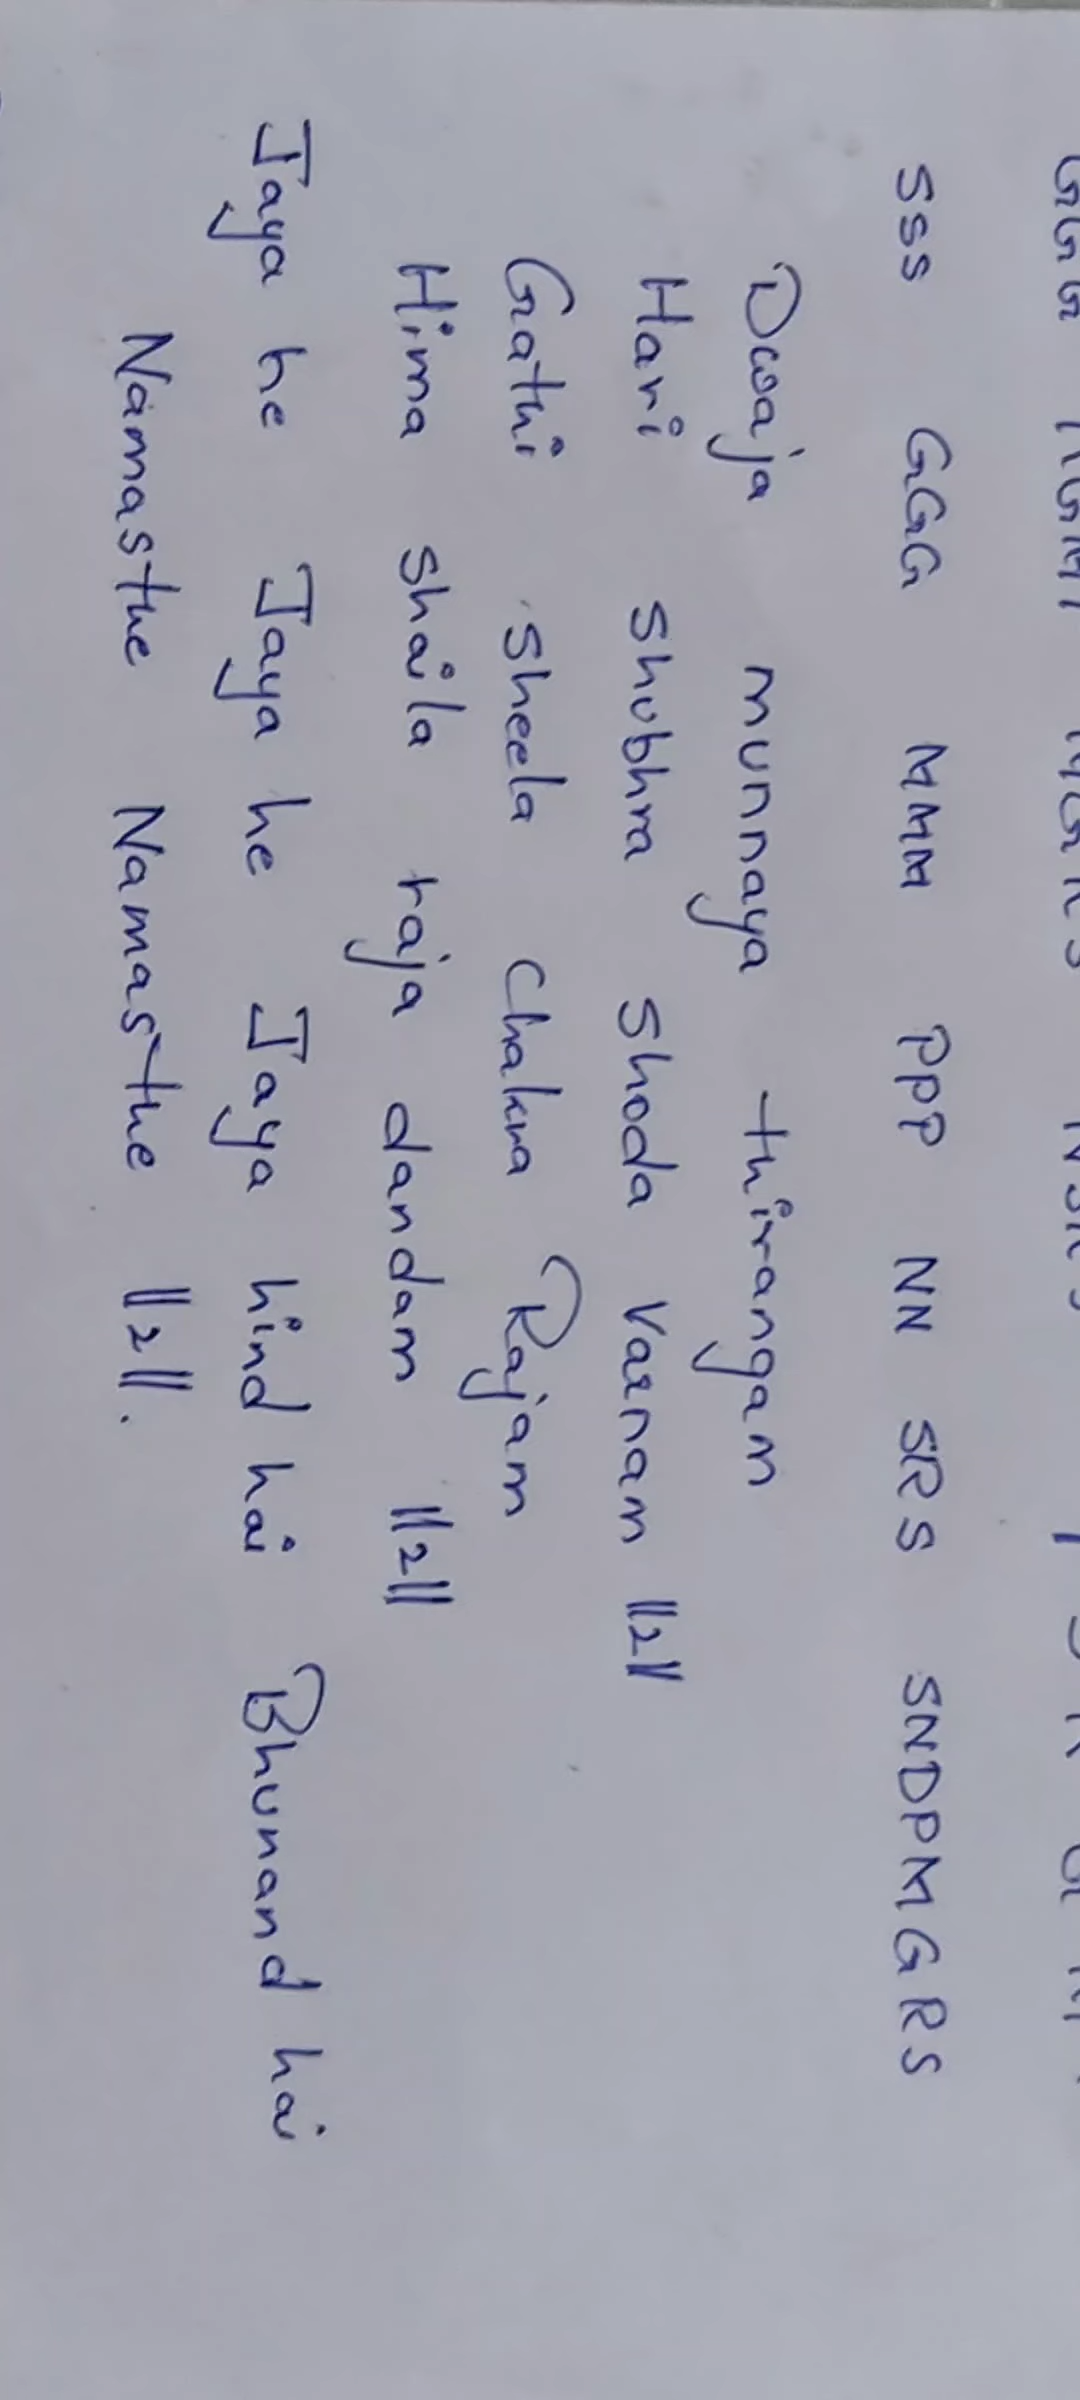 SSS GGG MMM PPP NN SRS SNDPMGRS
Dwaja munnaya thirangam
Hari shubhra Shoda Varnam ||2||
Gathi sheela Chakra Rajam
Hima shaila raja dandam ||2||
Jaya he Jaya he Jaya hind hai Bhunand hai
Namasthe Namasthe ||2||.